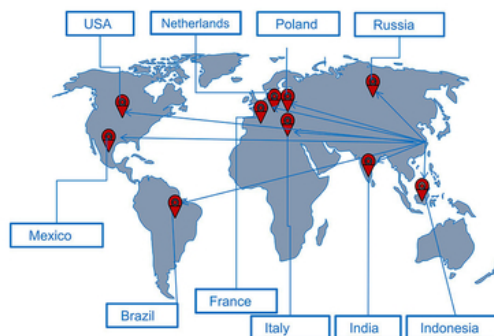 USA
Netherlands
Poland
Russia
Mexico
Brazil
France
Italy
India
Indonesia